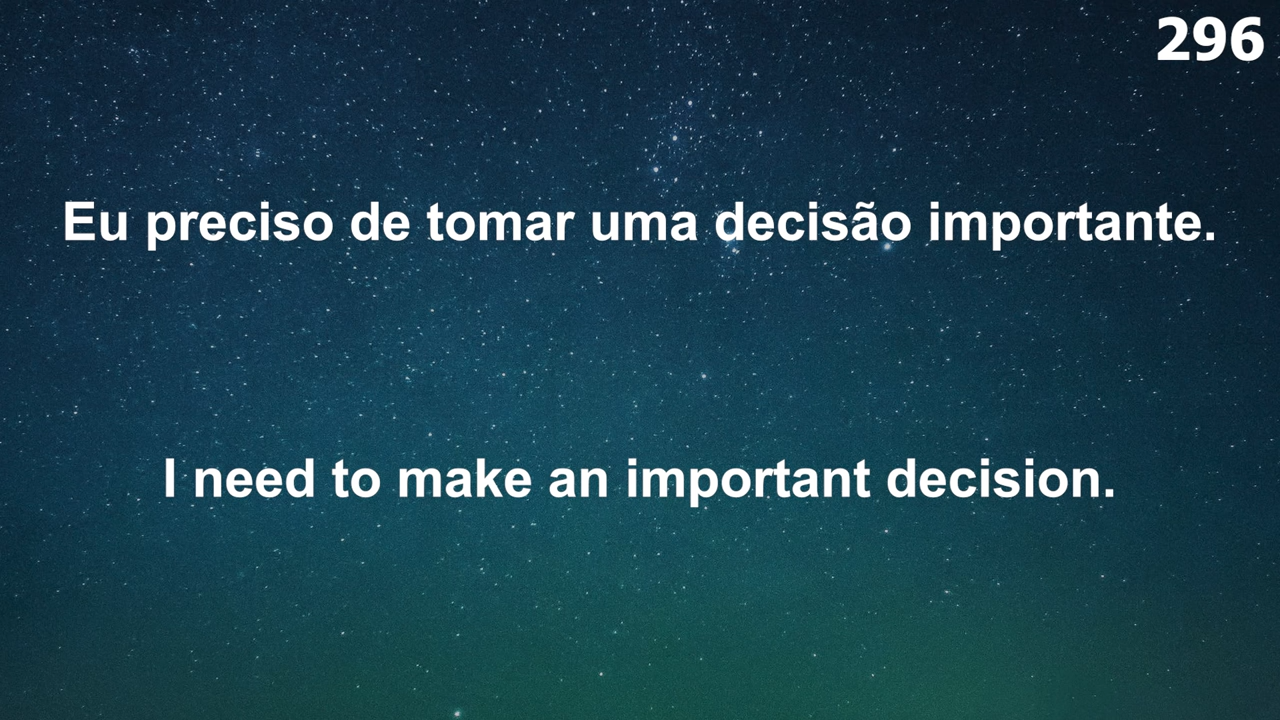 296
Eu preciso de tomar uma decisão importante.
I need to make an important decision.